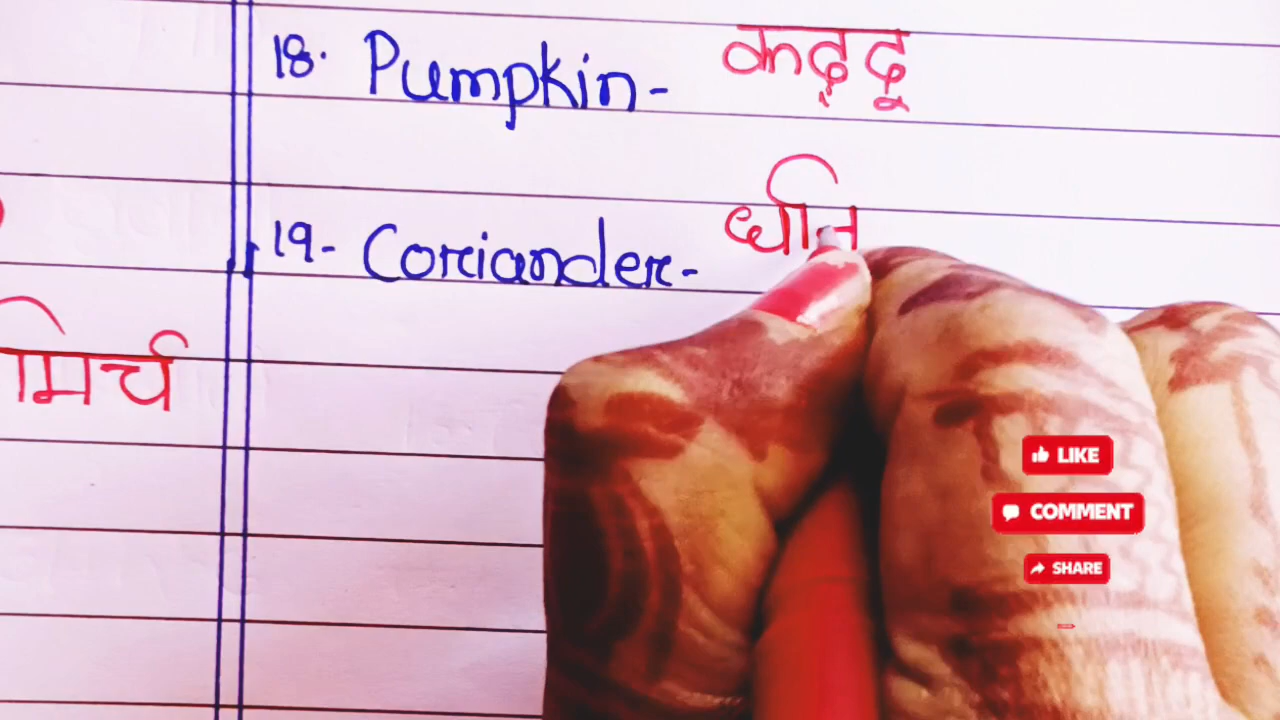 18. Pumpkin- कद्दू
19- Coriander- धीन
मिर्च
LIKE
COMMENT
SHARE